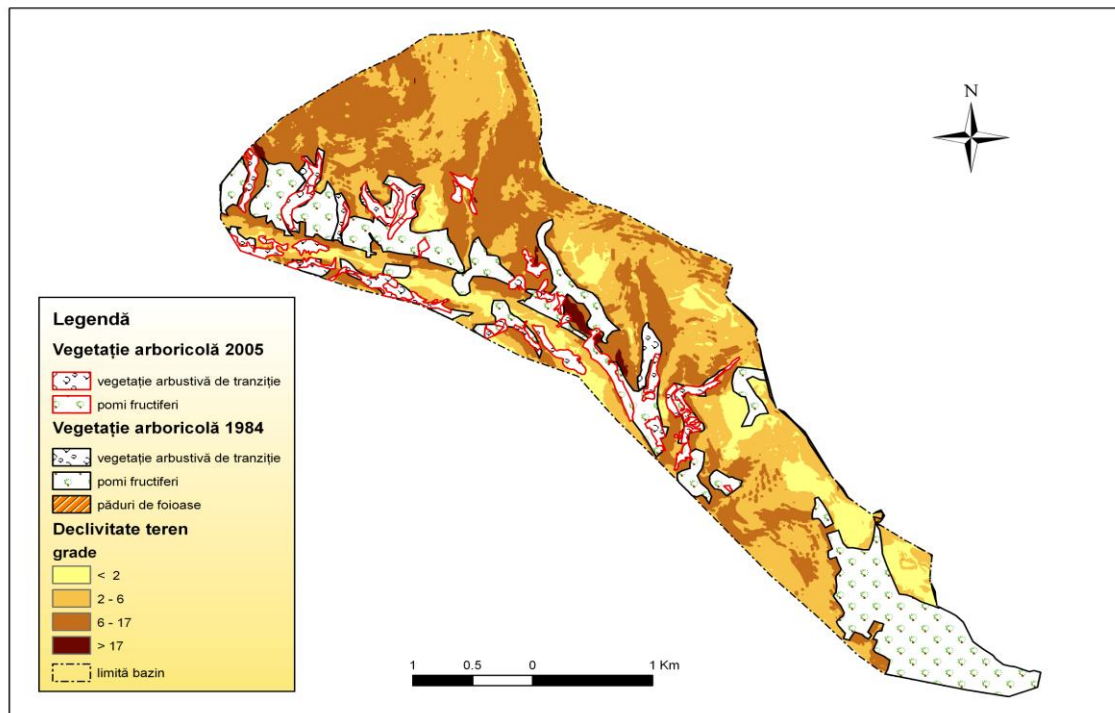 N
Legendă
Vegetație arboricolă 2005
vegetație arbustivă de tranziție
pomi fructiferi
Vegetație arboricolă 1984
vegetație arbustivă de tranziție
pomi fructiferi
păduri de foioase
Declivitate teren
grade
< 2
2 - 6
6 - 17
> 17
limită bazin
1 0.5 0 1 Km